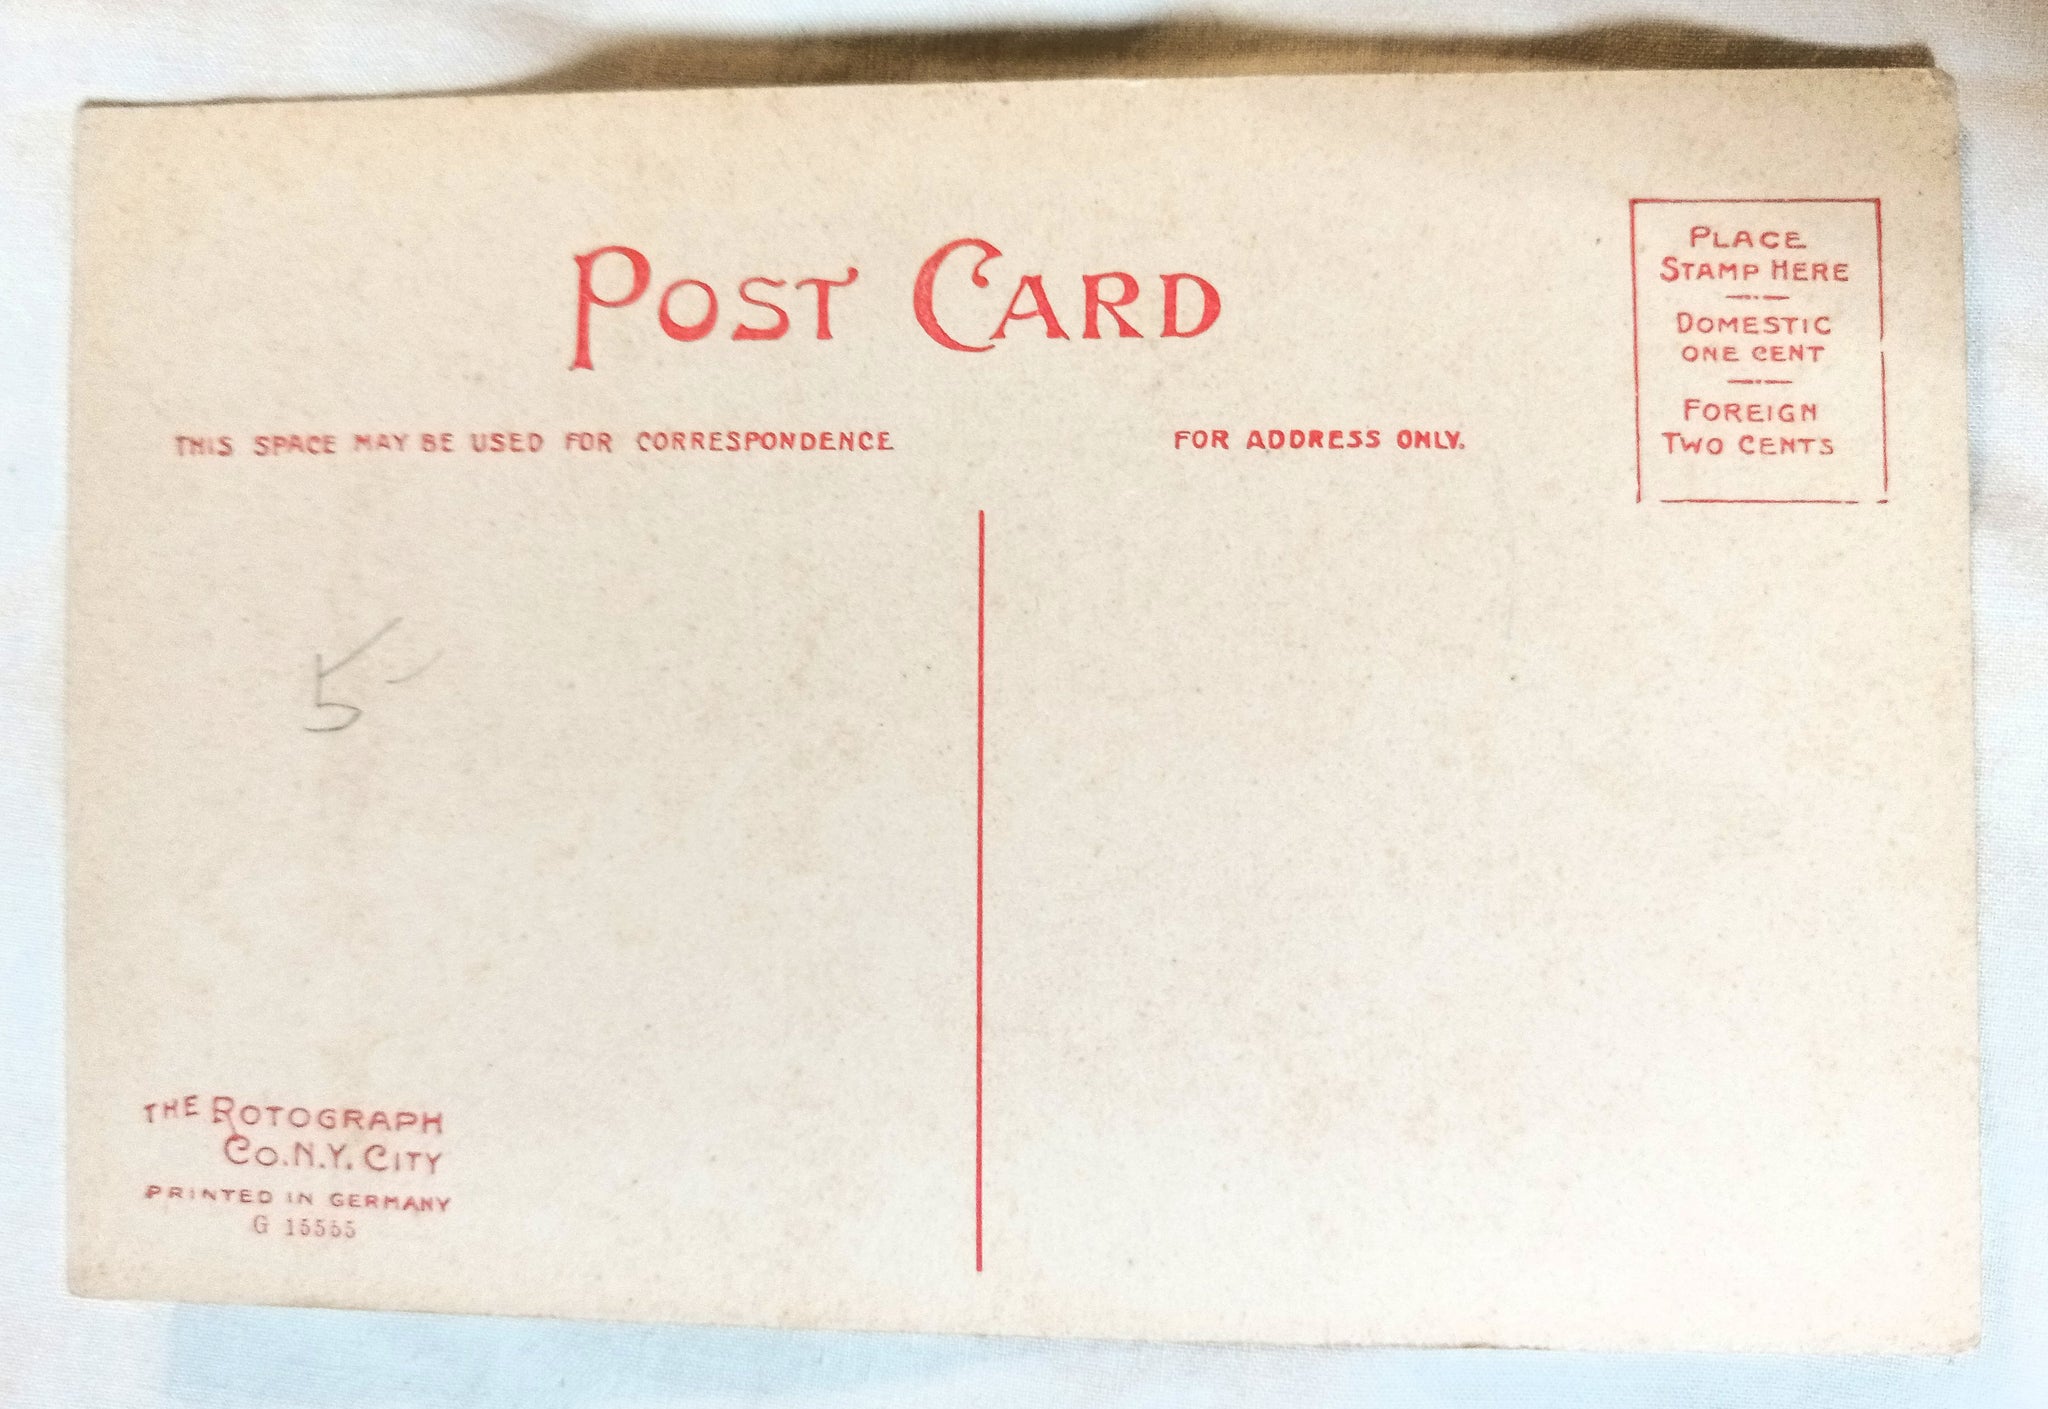 POST CARD
PLACE
STAMP HERE
DOMESTIC
ONE CENT
FOREIGN
TWO CENTS
THIS SPACE MAY BE USED FOR CORRESPONDENCE
FOR ADDRESS ONLY.
5
THE ROTOGRAPH
CO. N.Y. CITY
PRINTED IN GERMANY
G 15555